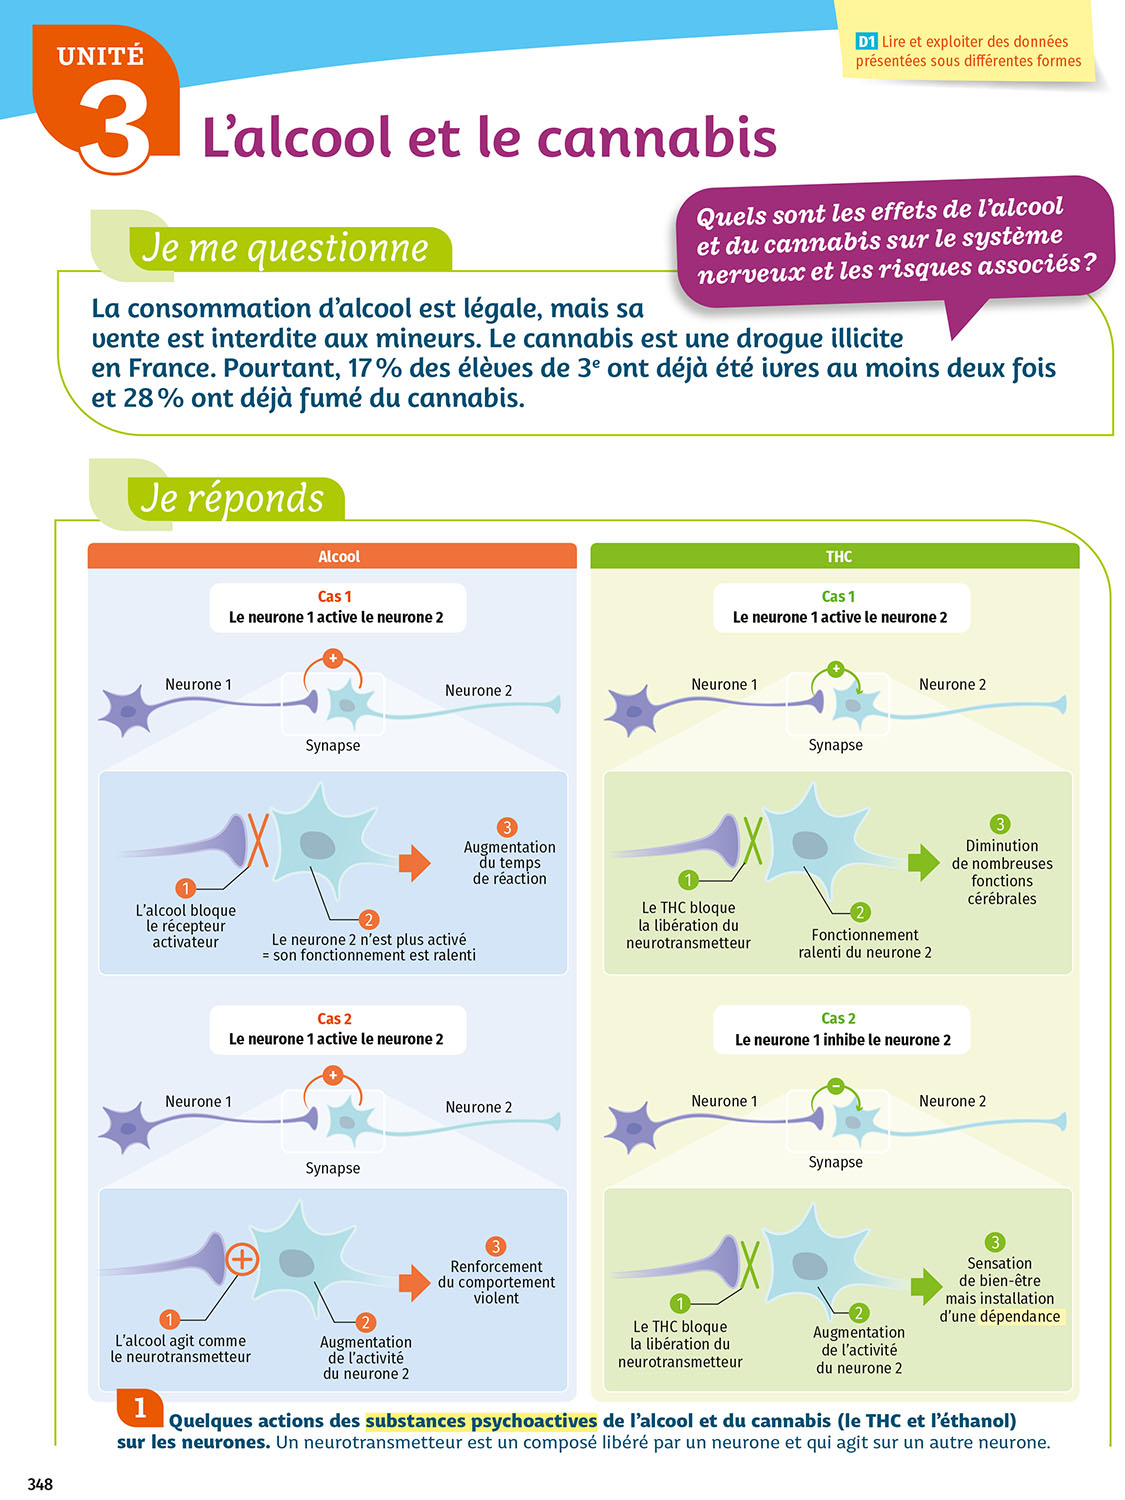 D1 Lire et exploiter des données
présentées sous différentes formes
UNITÉ
3
L'alcool et le cannabis
Quels sont les effets de l'alcool
et du cannabis sur le système
nerveux et les risques associés ?
Je me questionne
La consommation d'alcool est légale, mais sa
vente est interdite aux mineurs. Le cannabis est une drogue illicite
en France. Pourtant, 17 % des élèves de 3e ont déjà été ivres au moins deux fois
et 28 % ont déjà fumé du cannabis.
Je réponds
Alcool
Cas 1
Le neurone 1 active le neurone 2
+
Neurone 1
Neurone 2
Synapse
1
L'alcool bloque
le récepteur
activateur
2
Le neurone 2 n'est plus activé
= son fonctionnement est ralenti
3
Augmentation
du temps
de réaction
Cas 2
Le neurone 1 active le neurone 2
+
Neurone 1
Neurone 2
Synapse
+
1
L'alcool agit comme
le neurotransmetteur
2
Augmentation
de l'activité
du neurone 2
3
Renforcement
du comportement
violent
THC
Cas 1
Le neurone 1 active le neurone 2
+
Neurone 1
Neurone 2
Synapse
1
Le THC bloque
la libération du
neurotransmetteur
2
Fonctionnement
ralenti du neurone 2
3
Diminution
de nombreuses
fonctions
cérébrales
Cas 2
Le neurone 1 inhibe le neurone 2
−
Neurone 1
Neurone 2
Synapse
1
Le THC bloque
la libération du
neurotransmetteur
2
Augmentation
de l'activité
du neurone 2
3
Sensation
de bien-être
mais installation
d'une dépendance
1 Quelques actions des substances psychoactives de l'alcool et du cannabis (le THC et l'éthanol)
sur les neurones. Un neurotransmetteur est un composé libéré par un neurone et qui agit sur un autre neurone.
348